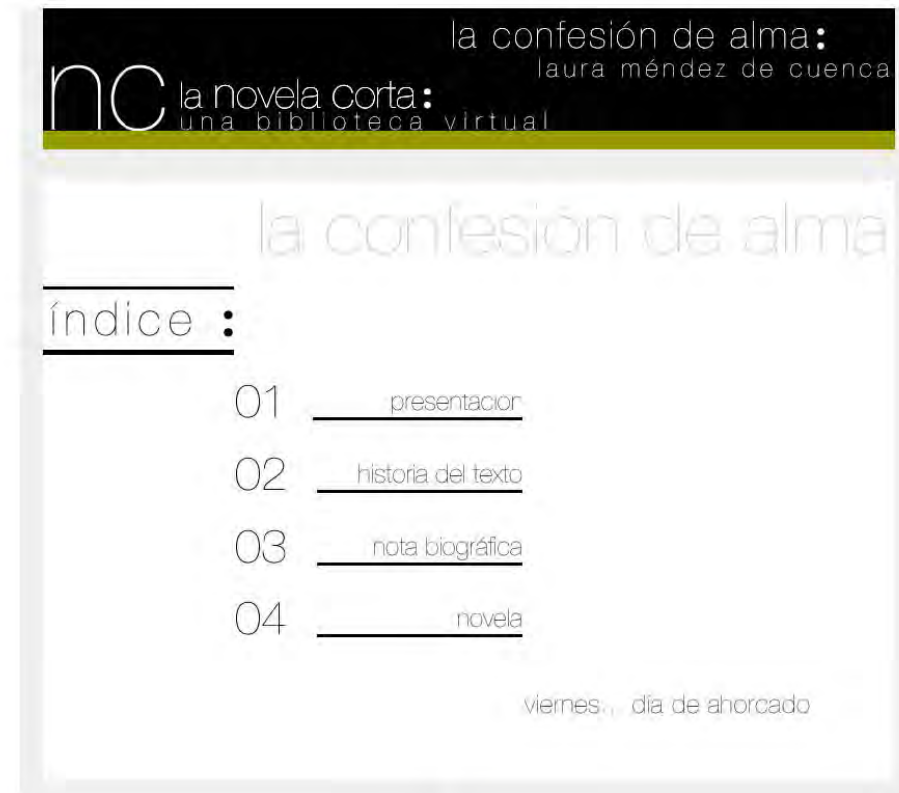 la confesión de alma:
laura méndez de cuenca
nc la novela corta:
una biblioteca virtual
la confesión de alma
índice :
01 presentacion
02 historia del texto
03 nota biográfica
04 novela
viernes... día de ahorcado